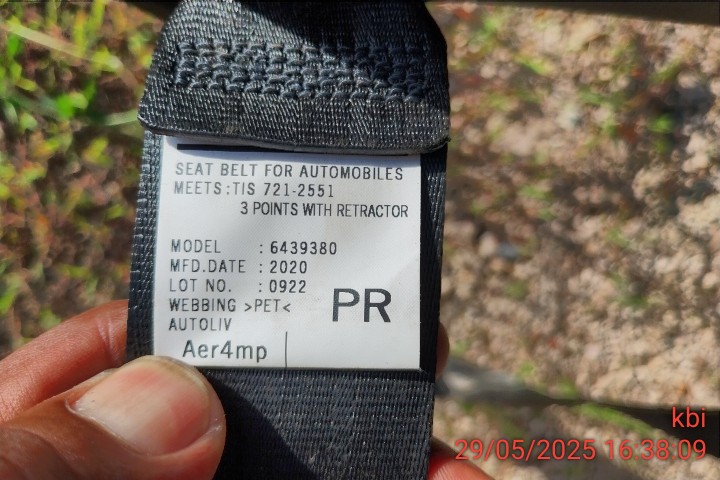 SEAT BELT FOR AUTOMOBILES
MEETS:TIS 721-2551
3 POINTS WITH RETRACTOR
MODEL : 6439380
MFD.DATE : 2020
LOT NO. : 0922
WEBBING >PET<
PR
AUTOLIV
Aer4mp
kbi
29/05/2025 16:38:09